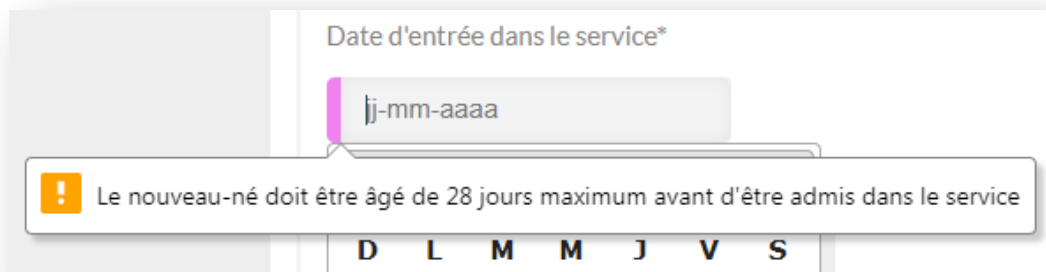 Date d'entrée dans le service*
jj-mm-aaaa
! Le nouveau-né doit être âgé de 28 jours maximum avant d'être admis dans le service
D L M M J V S